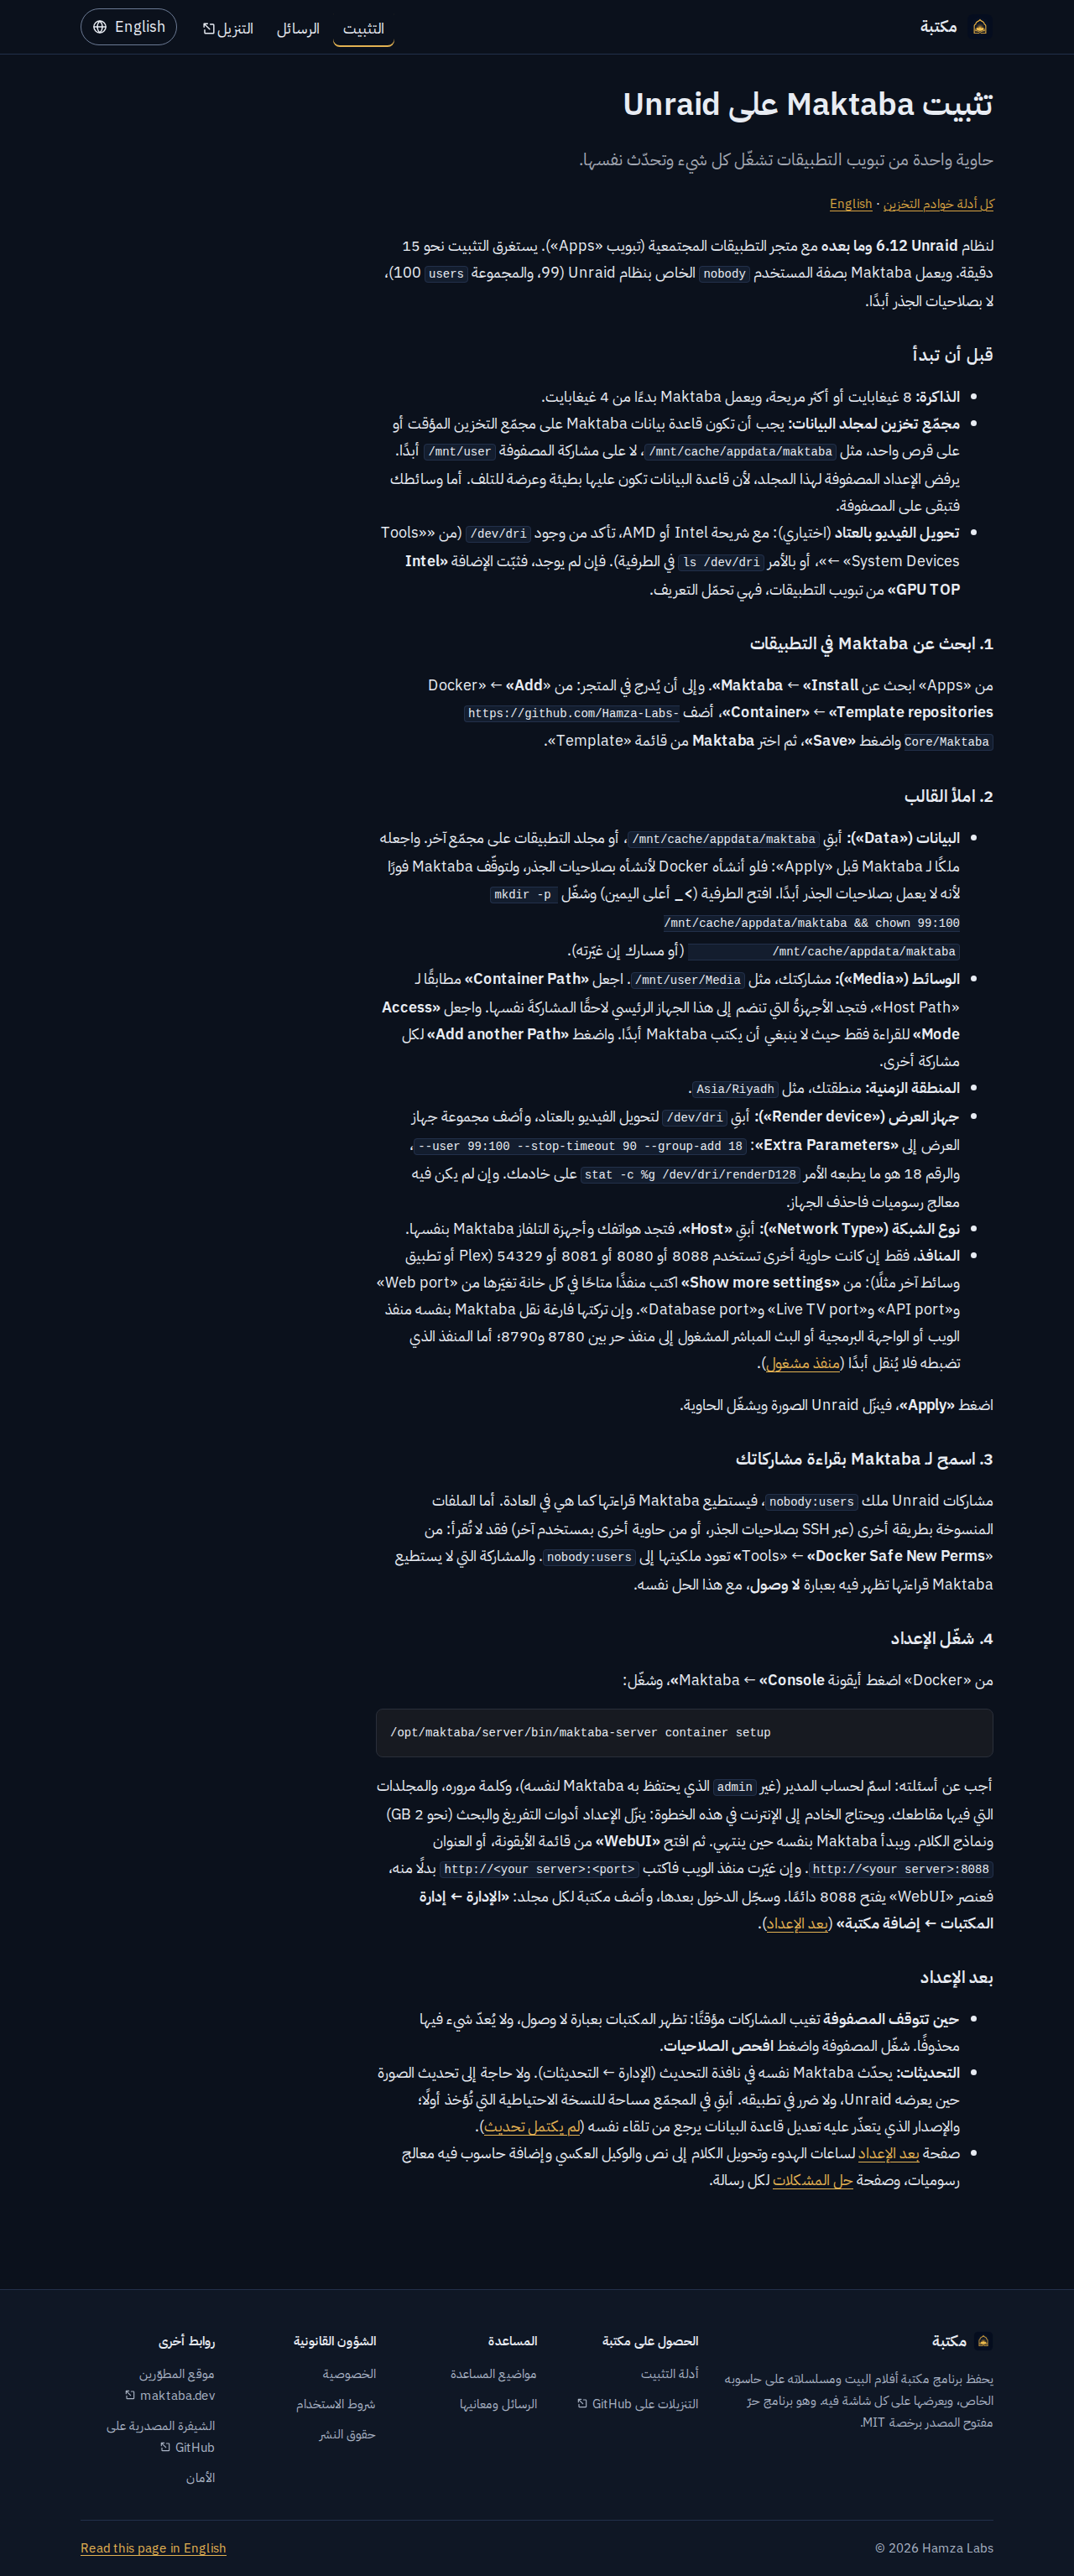 مكتبة
التثبيت
الرسائل
التنزيل
English
تثبيت Maktaba على Unraid
حاوية واحدة من تبويب التطبيقات تشغّل كل شيء وتحدّث نفسها.
كل أدلة خوادم التخزين · English
لنظام Unraid 6.12 وما بعده مع متجر التطبيقات المجتمعية (تبويب «Apps»). يستغرق التثبيت نحو 15
دقيقة. ويعمل Maktaba بصفة المستخدم nobody الخاص بنظام Unraid (99، والمجموعة users 100)،
لا بصلاحيات الجذر أبدًا.
قبل أن تبدأ
الذاكرة: 8 غيغابايت أو أكثر مريحة، ويعمل Maktaba بدءًا من 4 غيغابايت.
مجمّع تخزين لمجلد البيانات: يجب أن تكون قاعدة بيانات Maktaba على مجمّع التخزين المؤقت أو
على قرص واحد، مثل /mnt/cache/appdata/maktaba، لا على مشاركة المصفوفة /mnt/user أبدًا.
يرفض الإعداد المصفوفة لهذا المجلد، لأن قاعدة البيانات تكون عليها بطيئة وعرضة للتلف. أما وسائطك
فتبقى على المصفوفة.
تحويل الفيديو بالعتاد (اختياري): مع شريحة Intel أو AMD، تأكد من وجود /dev/dri (من «Tools»
← «System Devices»، أو بالأمر ls /dev/dri في الطرفية). فإن لم يوجد، فثبّت الإضافة «Intel
GPU TOP» من تبويب التطبيقات، فهي تحمّل التعريف.
1. ابحث عن Maktaba في التطبيقات
من «Apps» ابحث عن Maktaba ← «Install». وإلى أن يُدرج في المتجر: من «Docker» ← «Add
Container» ← «Template repositories»، أضف https://github.com/Hamza-Labs-
Core/Maktaba واضغط «Save»، ثم اختر Maktaba من قائمة «Template».
2. املأ القالب
البيانات («Data»): أبقِ /mnt/cache/appdata/maktaba، أو مجلد التطبيقات على مجمّع آخر. واجعله
ملكًا لـ Maktaba قبل «Apply»: فلو أنشأه Docker لأنشأه بصلاحيات الجذر، ولتوقّف Maktaba فورًا
لأنه لا يعمل بصلاحيات الجذر أبدًا. افتح الطرفية (>_ أعلى اليمين) وشغّل mkdir -p
/mnt/cache/appdata/maktaba && chown 99:100
/mnt/cache/appdata/maktaba (أو مسارك إن غيّرته).
الوسائط («Media»): مشاركتك، مثل /mnt/user/Media. اجعل «Container Path» مطابقًا لـ
«Host Path»، فتجد الأجهزةُ التي تنضم إلى هذا الجهاز الرئيسي لاحقًا المشاركةَ نفسها. واجعل «Access
Mode» للقراءة فقط حيث لا ينبغي أن يكتب Maktaba أبدًا. واضغط «Add another Path» لكل
مشاركة أخرى.
المنطقة الزمنية: منطقتك، مثل Asia/Riyadh.
جهاز العرض («Render device»): أبقِ /dev/dri لتحويل الفيديو بالعتاد، وأضف مجموعة جهاز
العرض إلى «Extra Parameters»: --user 99:100 --stop-timeout 90 --group-add 18،
والرقم 18 هو ما يطبعه الأمر stat -c %g /dev/dri/renderD128 على خادمك. وإن لم يكن فيه
معالج رسوميات فاحذف الجهاز.
نوع الشبكة («Network Type»): أبقِ «Host»، فتجد هواتفك وأجهزة التلفاز Maktaba بنفسها.
المنافذ، فقط إن كانت حاوية أخرى تستخدم 8088 أو 8080 أو 8081 أو 54329 (Plex أو تطبيق
وسائط آخر مثلًا): من «Show more settings» اكتب منفذًا متاحًا في كل خانة تغيّرها من «Web port»
و«API port» و«Live TV port» و«Database port». وإن تركتها فارغة نقل Maktaba بنفسه منفذ
الويب أو الواجهة البرمجية أو البث المباشر المشغول إلى منفذ حر بين 8780 و8790؛ أما المنفذ الذي
تضبطه فلا يُنقل أبدًا (منفذ مشغول).
اضغط «Apply»، فينزّل Unraid الصورة ويشغّل الحاوية.
3. اسمح لـ Maktaba بقراءة مشاركاتك
مشاركات Unraid ملك nobody:users، فيستطيع Maktaba قراءتها كما هي في العادة. أما الملفات
المنسوخة بطريقة أخرى (عبر SSH بصلاحيات الجذر، أو من حاوية أخرى بمستخدم آخر) فقد لا تُقرأ: من
«Tools» ← «Docker Safe New Perms» تعود ملكيتها إلى nobody:users. والمشاركة التي لا يستطيع
Maktaba قراءتها تظهر فيه بعبارة لا وصول، مع هذا الحل نفسه.
4. شغّل الإعداد
من «Docker» اضغط أيقونة Maktaba ← «Console»، وشغّل:
/opt/maktaba/server/bin/maktaba-server container setup
أجب عن أسئلته: اسمٌ لحساب المدير (غير admin الذي يحتفظ به Maktaba لنفسه)، وكلمة مروره، والمجلدات
التي فيها مقاطعك. ويحتاج الخادم إلى الإنترنت في هذه الخطوة: ينزّل الإعداد أدوات التفريغ والبحث (نحو 2 GB)
ونماذج الكلام. ويبدأ Maktaba بنفسه حين ينتهي. ثم افتح «WebUI» من قائمة الأيقونة، أو العنوان
http://<your server>:8088. وإن غيّرت منفذ الويب فاكتب http://<your server>:<port> بدلًا منه،
فعنصر «WebUI» يفتح 8088 دائمًا. وسجّل الدخول بعدها، وأضف مكتبة لكل مجلد: «الإدارة ← إدارة
المكتبات ← إضافة مكتبة» (بعد الإعداد).
بعد الإعداد
حين تتوقف المصفوفة تغيب المشاركات مؤقتًا: تظهر المكتبات بعبارة لا وصول، ولا يُعدّ شيء فيها
محذوفًا. شغّل المصفوفة واضغط افحص الصلاحيات.
التحديثات: يحدّث Maktaba نفسه في نافذة التحديث (الإدارة ← التحديثات). ولا حاجة إلى تحديث الصورة
حين يعرضه Unraid، ولا ضرر في تطبيقه. أبقِ في المجمّع مساحة للنسخة الاحتياطية التي تُؤخذ أولًا؛
والإصدار الذي يتعذّر عليه تعديل قاعدة البيانات يرجع من تلقاء نفسه (لم يكتمل تحديث).
صفحة بعد الإعداد لساعات الهدوء وتحويل الكلام إلى نص والوكيل العكسي وإضافة حاسوب فيه معالج
رسوميات، وصفحة حل المشكلات لكل رسالة.
مكتبة
يحفظ برنامج مكتبة أفلام البيت ومسلسلاته على حاسوبه
الخاص، ويعرضها على كل شاشة فيه. وهو برنامج حرّ
مفتوح المصدر برخصة MIT.
الحصول على مكتبة
أدلة التثبيت
التنزيلات على GitHub
المساعدة
مواضيع المساعدة
الرسائل ومعانيها
الشؤون القانونية
الخصوصية
شروط الاستخدام
حقوق النشر
روابط أخرى
موقع المطوّرين
maktaba.dev
الشيفرة المصدرية على
GitHub
الأمان
© 2026 Hamza Labs
Read this page in English